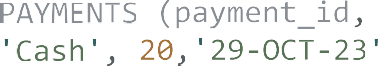 PAYMENTS (payment_id,
'Cash', 20,'29-OCT-23'